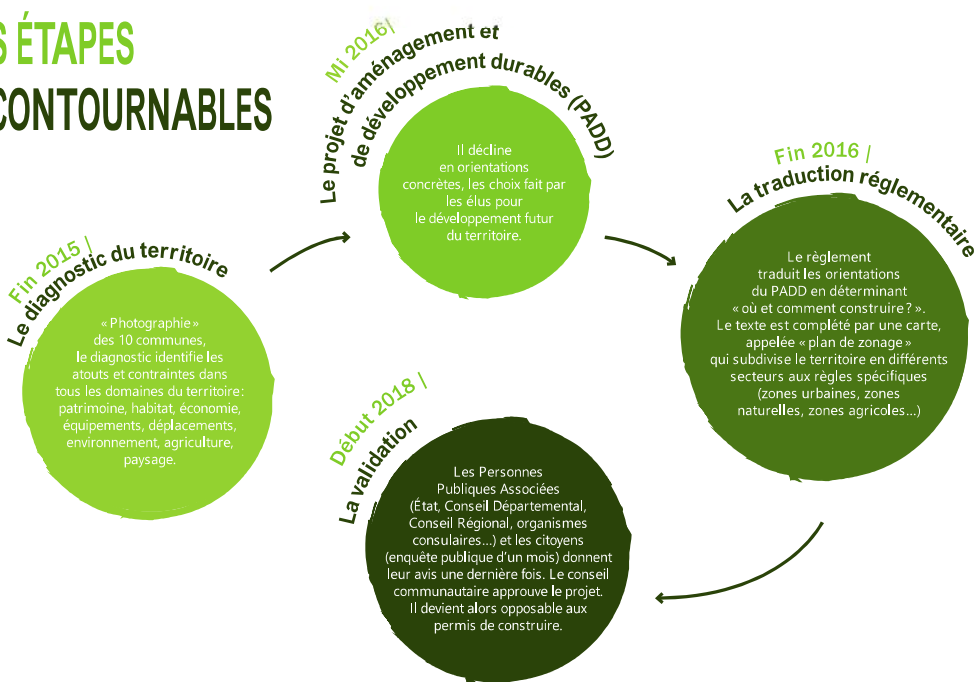 S ÉTAPES
CONTOURNABLES
Fin 2015 |
Le diagnostic du territoire
« Photographie »
des 10 communes,
le diagnostic identifie les
atouts et contraintes dans
tous les domaines du territoire:
patrimoine, habitat, économie,
équipements, déplacements,
environnement, agriculture,
paysage.
Mi 2016|
Le projet d'aménagement et
de développement durables (PADD)
Il décline
en orientations
concrètes, les choix fait par
les élus pour
le développement futur
du territoire.
Fin 2016 |
La traduction réglementaire
Le règlement
traduit les orientations
du PADD en déterminant
« où et comment construire ? ».
Le texte est complété par une carte,
appelée « plan de zonage »
qui subdivise le territoire en différents
secteurs aux règles spécifiques
(zones urbaines, zones
naturelles, zones agricoles...)
Début 2018 |
La validation
Les Personnes
Publiques Associées
(État, Conseil Départemental,
Conseil Régional, organismes
consulaires...) et les citoyens
(enquête publique d'un mois) donnent
leur avis une dernière fois. Le conseil
communautaire approuve le projet.
Il devient alors opposable aux
permis de construire.